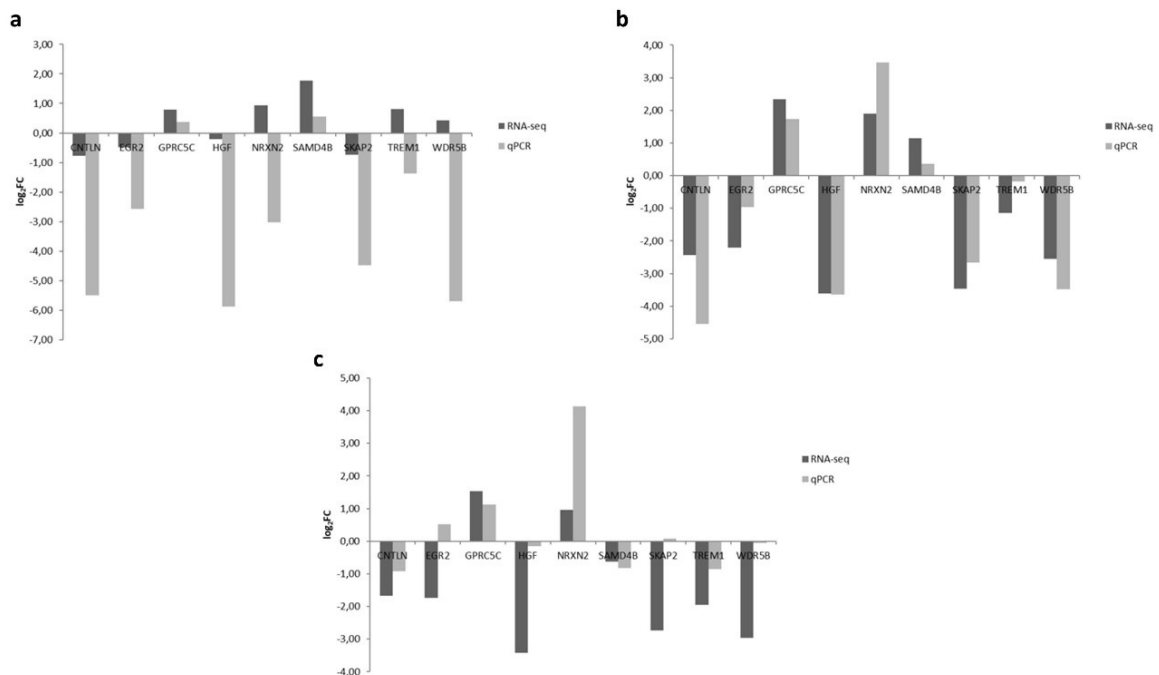 a
3,00
2,00
1,00
0,00
-1,00
-2,00
-3,00
-4,00
-5,00
-6,00
-7,00
log₂FC
CNTLN EGR2 GPRC5C HGF NRXN2 SAMD4B SKAP2 TREM1 WDR5B
RNA-seq
qPCR
b
4,00
3,00
2,00
1,00
0,00
-1,00
-2,00
-3,00
-4,00
-5,00
log₂FC
CNTLN EGR2 GPRC5C HGF NRXN2 SAMD4B SKAP2 TREM1 WDR5B
RNA-seq
qPCR
c
5,00
4,00
3,00
2,00
1,00
0,00
-1,00
-2,00
-3,00
-4,00
log₂FC
CNTLN EGR2 GPRC5C HGF NRXN2 SAMD4B SKAP2 TREM1 WDR5B
RNA-seq
qPCR